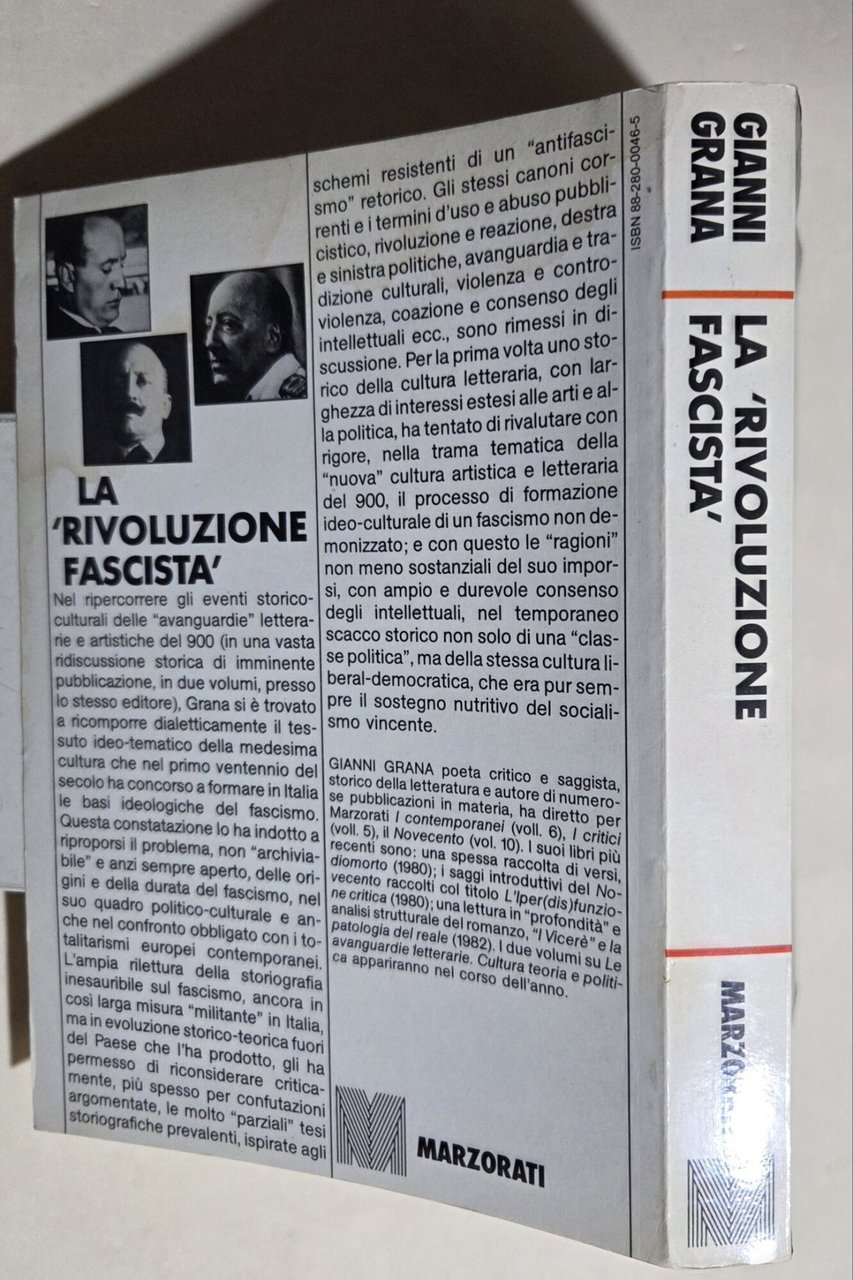 LA
'RIVOLUZIONE
FASCISTA'
Nel ripercorrere gli eventi storico-
culturali delle "avanguardie" lettera-
rie e artistiche del 900 (in una vasta
ridiscussione storica di imminente
pubblicazione, in due volumi, presso
lo stesso editore), Grana si è trovato
a ricomporre dialetticamente il tes-
suto ideo-tematico della medesima
cultura che nel primo ventennio del
secolo ha concorso a formare in Italia
le basi ideologiche del fascismo.
Questa constatazione lo ha indotto a
riproporsi il problema, non "archivia-
bile" e anzi sempre aperto, delle ori-
gini e della durata del fascismo, nel
suo quadro politico-culturale e an-
che nel confronto obbligato con i to-
talitarismi europei contemporanei.
L'ampia rilettura della storiografia
inesauribile sul fascismo, ancora in
così larga misura "militante" in Italia,
ma in evoluzione storico-teorica fuori
del Paese che l'ha prodotto, gli ha
permesso di riconsiderare critica-
mente, più spesso per confutazioni
argomentate, le molto "parziali" tesi
storiografiche prevalenti, ispirate agli
schemi resistenti di un "antifasci-
smo" retorico. Gli stessi canoni cor-
renti e i termini d'uso e abuso pubbli-
cistico, rivoluzione e reazione, destra
e sinistra politiche, avanguardia e tra-
dizione culturali, violenza e contro-
violenza, coazione e consenso degli
intellettuali ecc., sono rimessi in di-
scussione. Per la prima volta uno sto-
rico della cultura letteraria, con lar-
ghezza di interessi estesi alle arti e al-
la politica, ha tentato di rivalutare con
rigore, nella trama tematica della
"nuova" cultura artistica e letteraria
del 900, il processo di formazione
ideo-culturale di un fascismo non de-
monizzato; e con questo le "ragioni"
non meno sostanziali del suo impor-
si, con ampio e durevole consenso
degli intellettuali, nel temporaneo
scacco storico non solo di una "clas-
se politica", ma della stessa cultura li-
beral-democratica, che era pur sem-
pre il sostegno nutritivo del sociali-
smo vincente.
GIANNI GRANA poeta critico e saggista,
storico della letteratura e autore di numero-
se pubblicazioni in materia, ha diretto per
Marzorati I contemporanei (voll. 6), I critici
(voll. 5), il Novecento (vol. 10). I suoi libri più
recenti sono: una spessa raccolta di versi,
diomorto (1980); i saggi introduttivi del No-
vecento raccolti col titolo L'Iper(dis)funzio-
ne critica (1980); una lettura in "profondità" e
analisi strutturale del romanzo, "I Vicerè" e la
patologia del reale (1982). I due volumi su Le
avanguardie letterarie. Cultura teoria e politi-
ca appariranno nel corso dell'anno.
MARZORATI
ISBN 88-280-0046-5
GIANNI
GRANA
LA 'RIVOLUZIONE
FASCISTA'
MARZORATI